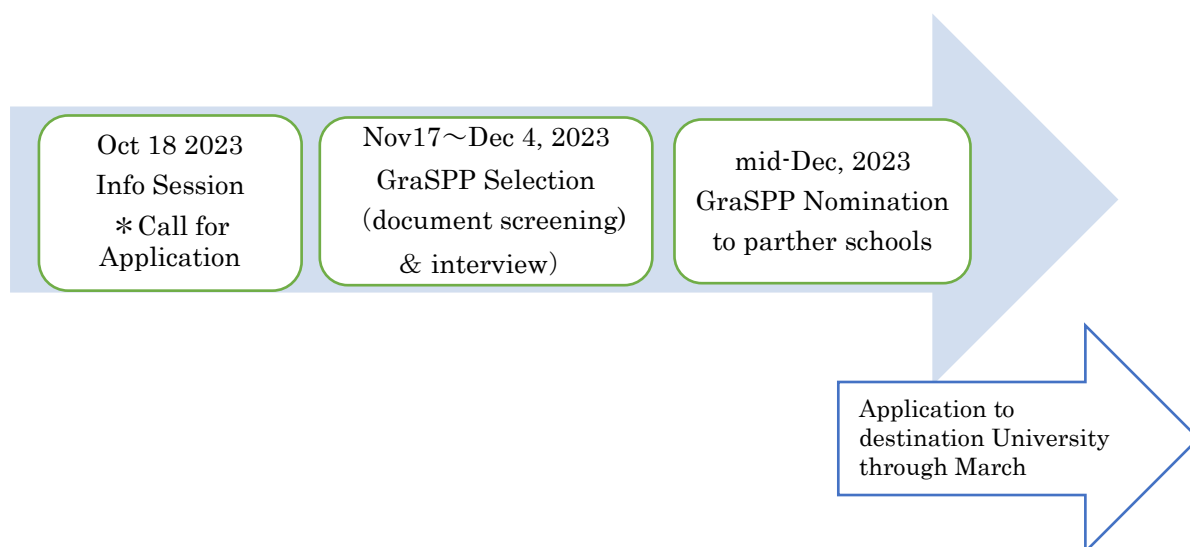 Oct 18 2023
Info Session
＊Call for
Application
Nov17～Dec 4, 2023
GraSPP Selection
（document screening)
＆ interview）
mid-Dec, 2023
GraSPP Nomination
to parther schools
Application to
destination University
through March